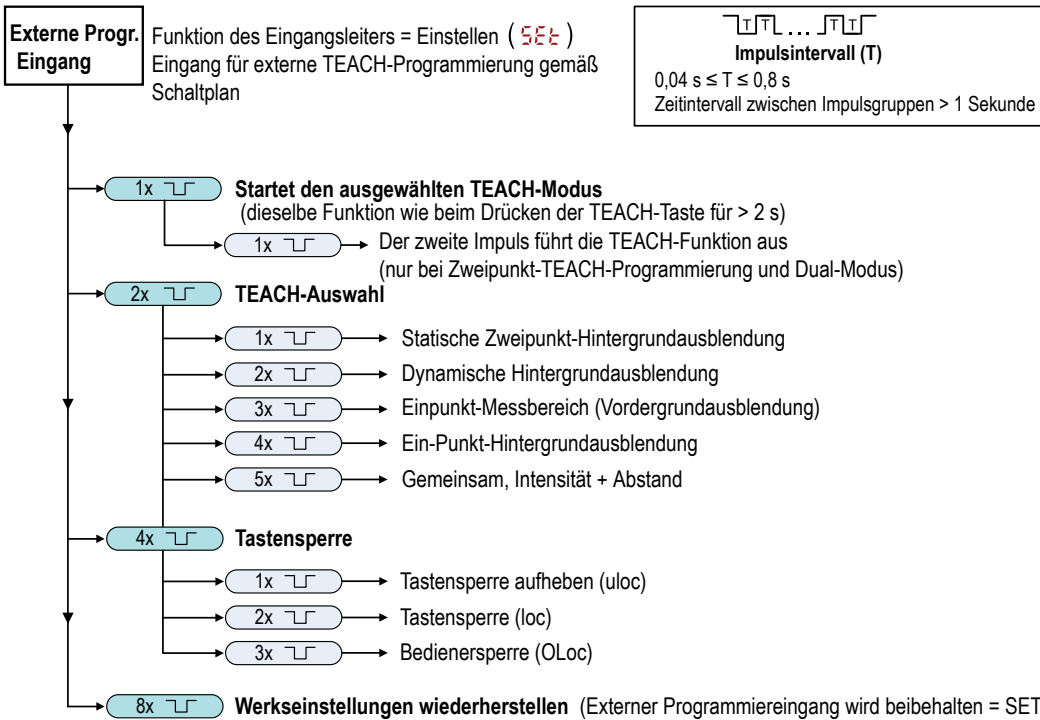 Externe Progr.
Eingang
Funktion des Eingangsleiters = Einstellen ( SEt )
Eingang für externe TEACH-Programmierung gemäß
Schaltplan
T T ... T T
Impulsintervall (T)
0,04 s ≤ T ≤ 0,8 s
Zeitintervall zwischen Impulsgruppen > 1 Sekunde
1x Startet den ausgewählten TEACH-Modus
(dieselbe Funktion wie beim Drücken der TEACH-Taste für > 2 s)
1x Der zweite Impuls führt die TEACH-Funktion aus
(nur bei Zweipunkt-TEACH-Programmierung und Dual-Modus)
2x TEACH-Auswahl
1x Statische Zweipunkt-Hintergrundausblendung
2x Dynamische Hintergrundausblendung
3x Einpunkt-Messbereich (Vordergrundausblendung)
4x Ein-Punkt-Hintergrundausblendung
5x Gemeinsam, Intensität + Abstand
4x Tastensperre
1x Tastensperre aufheben (uloc)
2x Tastensperre (loc)
3x Bedienersperre (OLoc)
8x Werkseinstellungen wiederherstellen (Externer Programmiereingang wird beibehalten = SET